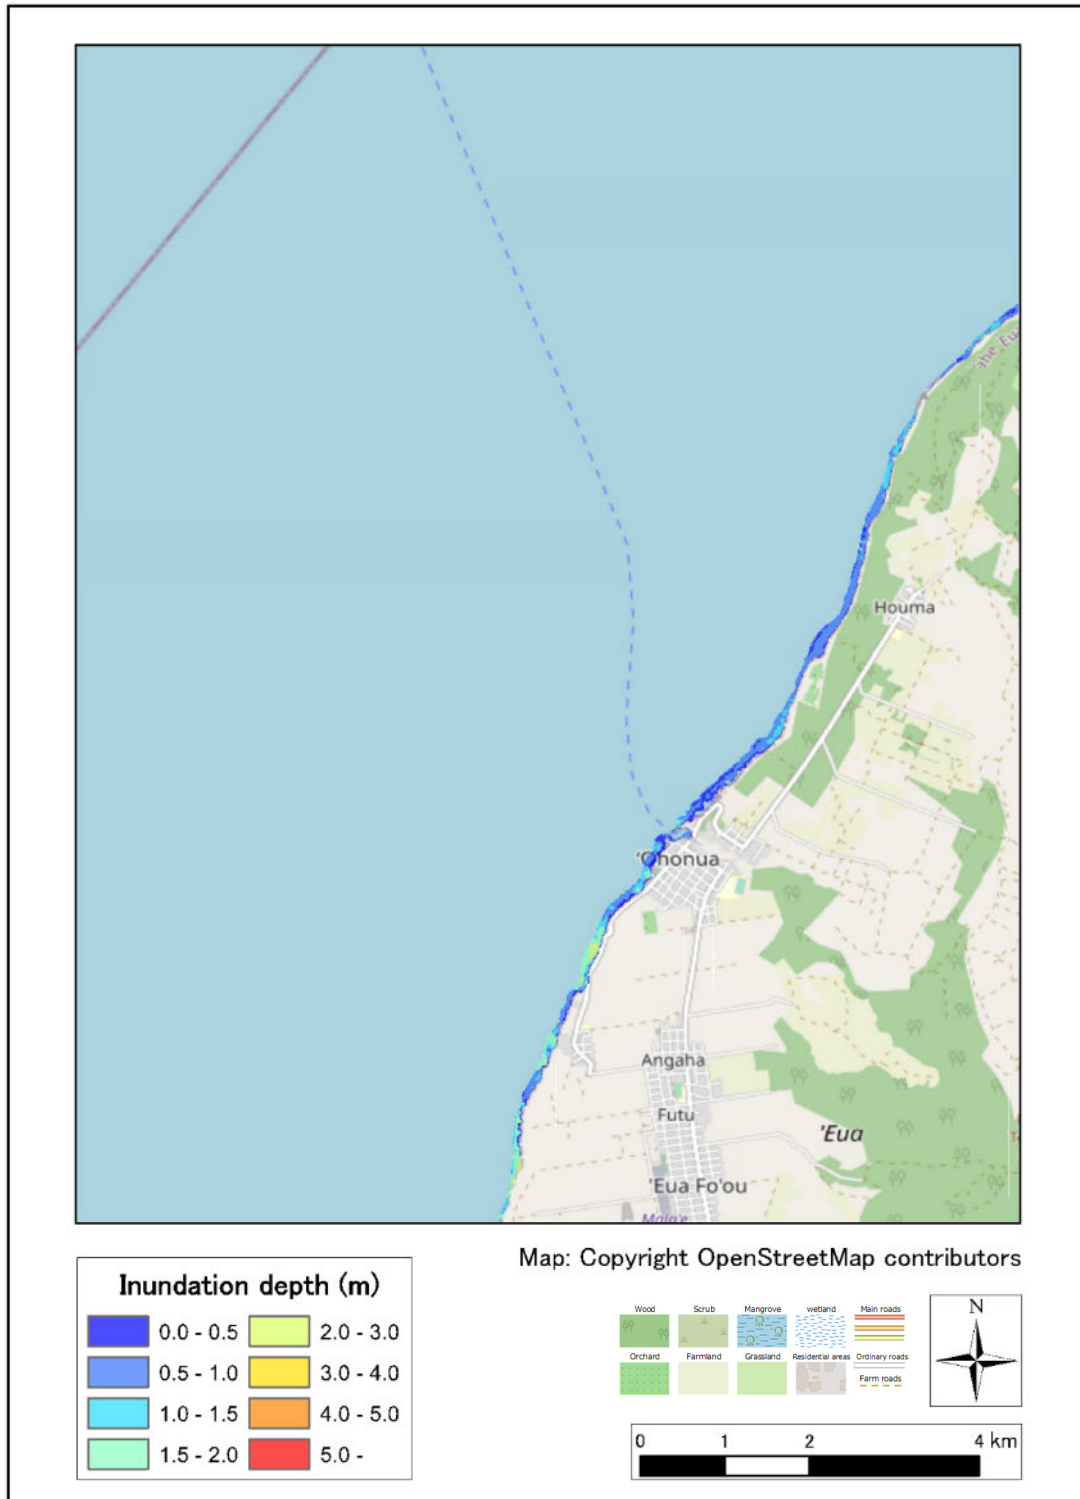 'ahe 'Eu
Houma
'Ohonua
Angaha
Futu
'Eua
'Eua Fo'ou
Map: Copyright OpenStreetMap contributors
Inundation depth (m)
0.0 - 0.5
2.0 - 3.0
0.5 - 1.0
3.0 - 4.0
1.0 - 1.5
4.0 - 5.0
1.5 - 2.0
5.0 -
Wood
Scrub
Mangrove
wetland
Main roads
Orchard
Farmland
Grassland
Residential areas
Ordinary roads
Farm roads
N
0
1
2
4 km